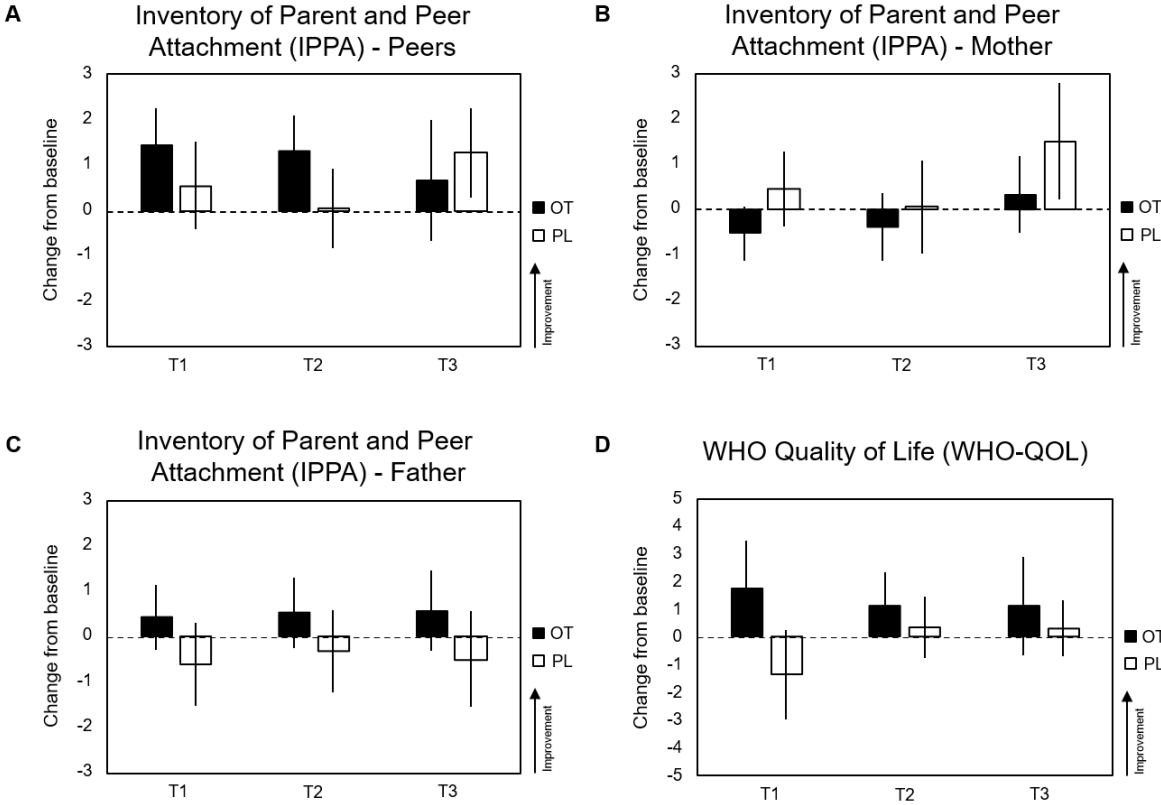 A
Inventory of Parent and Peer
Attachment (IPPA) - Peers
Change from baseline
3
2
1
0
-1
-2
-3
T1
T2
T3
OT
PL
Improvement
B
Inventory of Parent and Peer
Attachment (IPPA) - Mother
Change from baseline
3
2
1
0
-1
-2
-3
T1
T2
T3
OT
PL
Improvement
C
Inventory of Parent and Peer
Attachment (IPPA) - Father
Change from baseline
3
2
1
0
-1
-2
-3
T1
T2
T3
OT
PL
Improvement
D
WHO Quality of Life (WHO-QOL)
Change from baseline
5
4
3
2
1
0
-1
-2
-3
-4
-5
T1
T2
T3
OT
PL
Improvement